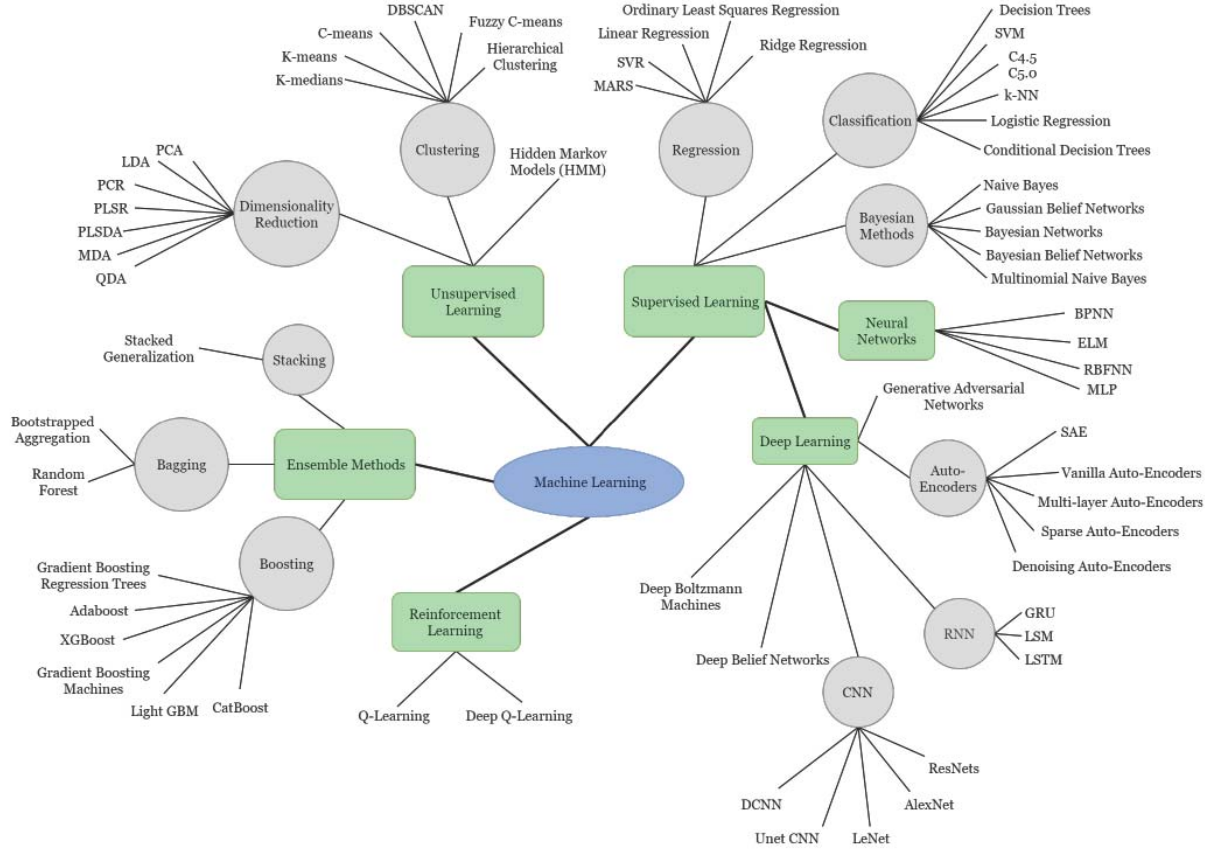 DBSCAN
Fuzzy C-means
C-means
K-means
Hierarchical
Clustering
K-medians
Clustering
Ordinary Least Squares Regression
Linear Regression
Ridge Regression
SVR
MARS
Regression
Decision Trees
SVM
C4.5
C5.0
k-NN
Logistic Regression
Conditional Decision Trees
Classification
PCA
LDA
PCR
PLSR
PLSDA
MDA
QDA
Dimensionality
Reduction
Hidden Markov
Models (HMM)
Naive Bayes
Gaussian Belief Networks
Bayesian Networks
Bayesian Belief Networks
Multinomial Naive Bayes
Bayesian
Methods
Unsupervised
Learning
Supervised Learning
Neural
Networks
BPNN
ELM
RBFNN
MLP
Stacked
Generalization
Stacking
Bootstrapped
Aggregation
Random
Forest
Bagging
Ensemble Methods
Machine Learning
Deep Learning
Generative Adversarial
Networks
Auto-
Encoders
SAE
Vanilla Auto-Encoders
Multi-layer Auto-Encoders
Sparse Auto-Encoders
Denoising Auto-Encoders
Boosting
Gradient Boosting
Regression Trees
Adaboost
XGBoost
Gradient Boosting
Machines
Light GBM
CatBoost
Reinforcement
Learning
Q-Learning
Deep Q-Learning
Deep Boltzmann
Machines
Deep Belief Networks
RNN
GRU
LSM
LSTM
CNN
ResNets
AlexNet
LeNet
Unet CNN
DCNN